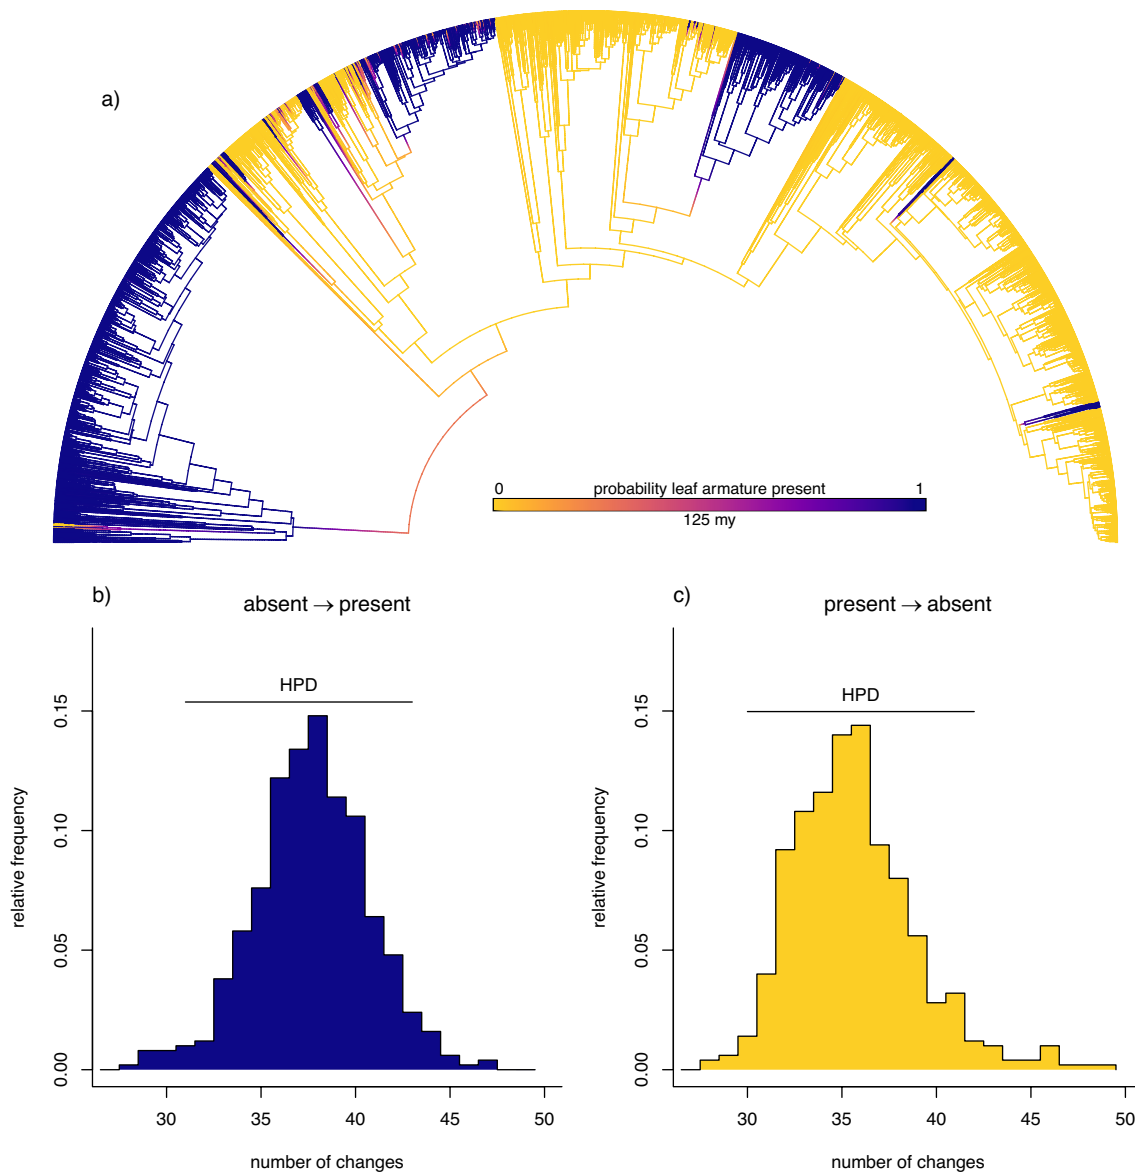 a)
0 probability leaf armature present 1
125 my
b)
absent → present
HPD
relative frequency
0.00 0.05 0.10 0.15
30 35 40 45 50
number of changes
c)
present → absent
HPD
relative frequency
0.00 0.05 0.10 0.15
30 35 40 45 50
number of changes